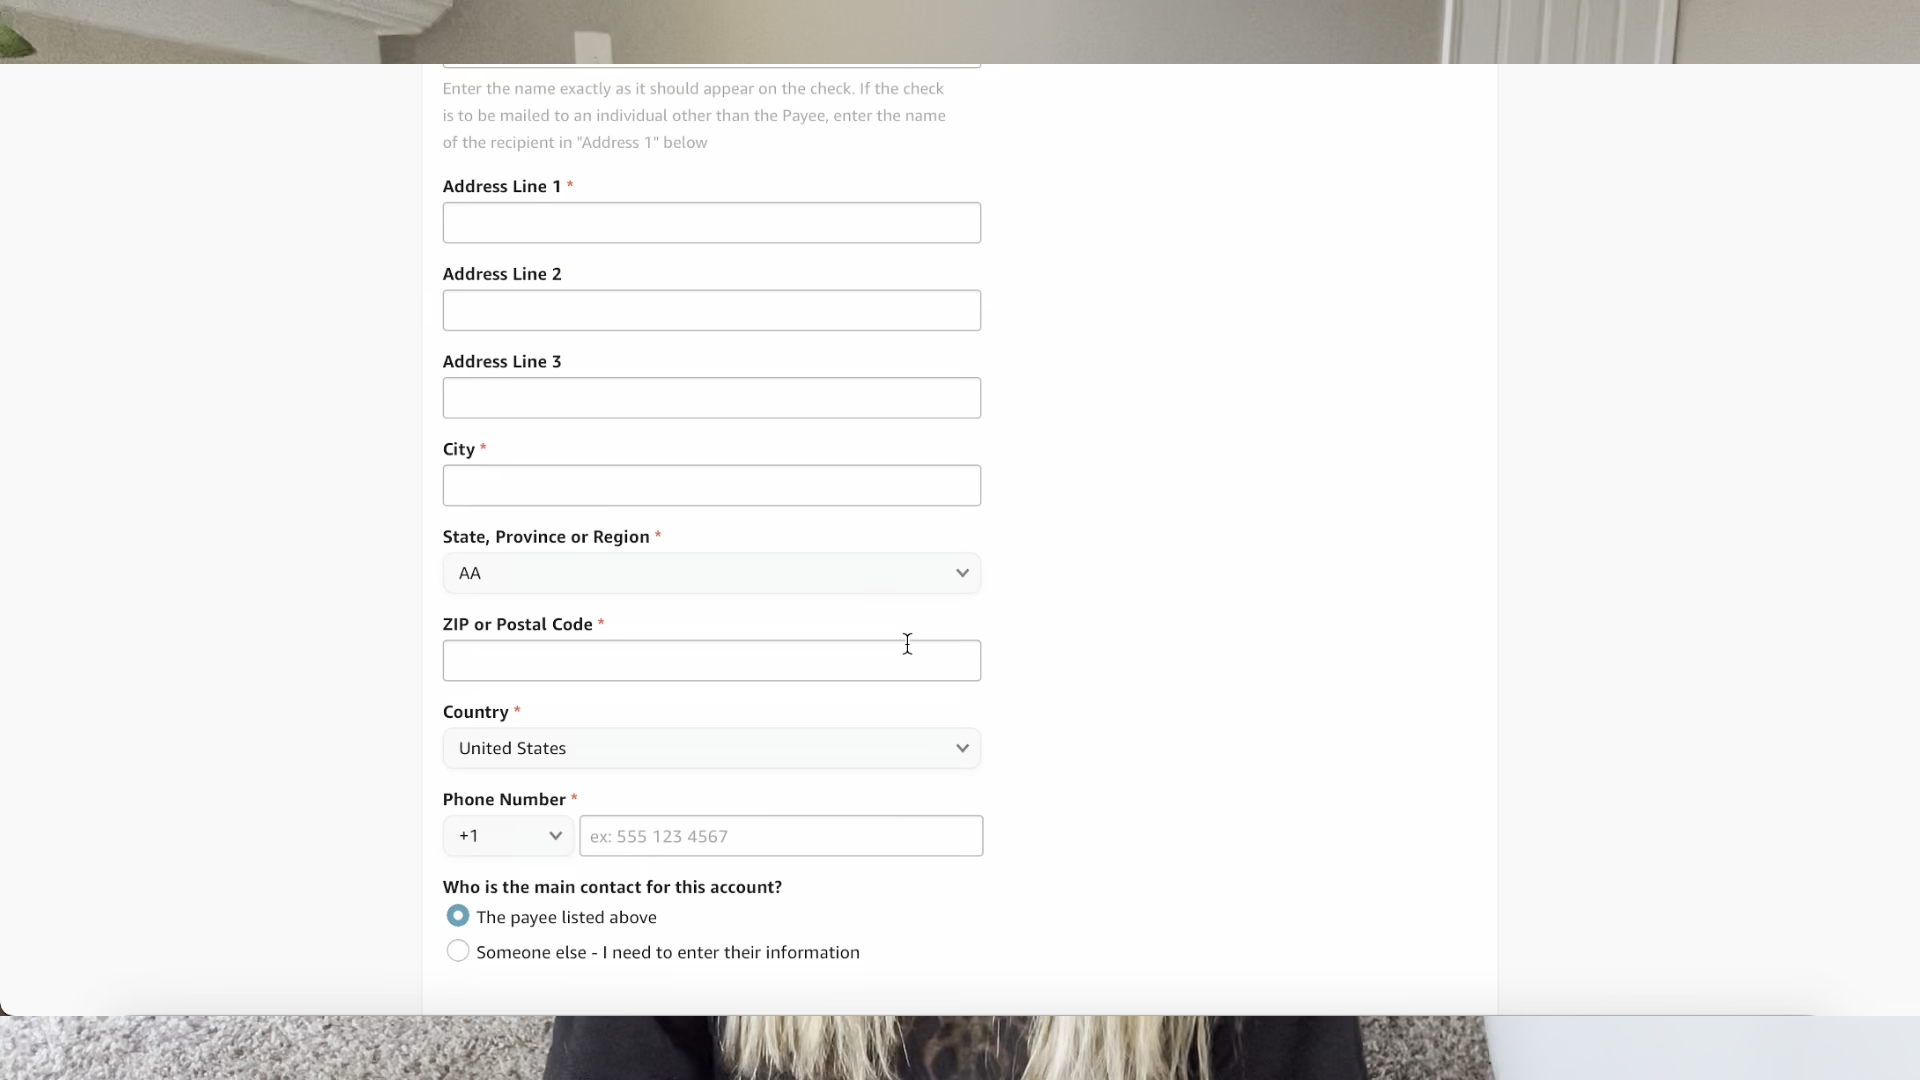 Enter the name exactly as it should appear on the check. If the check
is to be mailed to an individual other than the Payee, enter the name
of the recipient in "Address 1" below
Address Line 1 *
Address Line 2
Address Line 3
City *
State, Province or Region *
AA
ZIP or Postal Code *
Country *
United States
Phone Number *
+1
ex: 555 123 4567
Who is the main contact for this account?
The payee listed above
Someone else - I need to enter their information